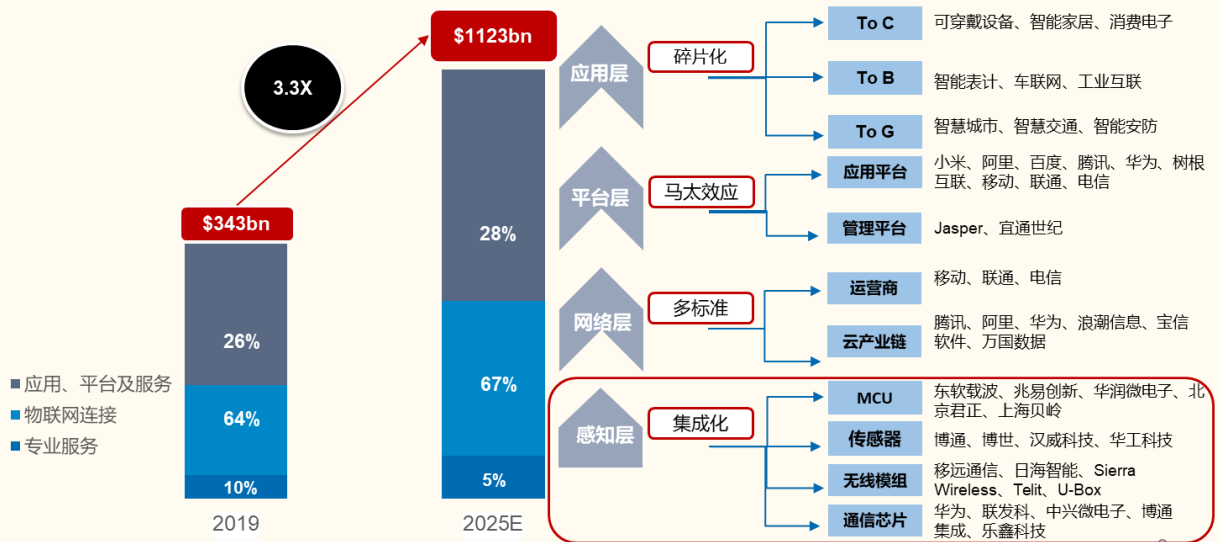 3.3X
$343bn
26%
64%
10%
2019
$1123bn
28%
67%
5%
2025E
应用、平台及服务
物联网连接
专业服务
应用层
碎片化
To C
可穿戴设备、智能家居、消费电子
To B
智能表计、车联网、工业互联
To G
智慧城市、智慧交通、智能安防
平台层
马太效应
应用平台
小米、阿里、百度、腾讯、华为、树根
互联、移动、联通、电信
管理平台
Jasper、宜通世纪
网络层
多标准
运营商
移动、联通、电信
云产业链
腾讯、阿里、华为、浪潮信息、宝信
软件、万国数据
感知层
集成化
MCU
东软载波、兆易创新、华润微电子、北
京君正、上海贝岭
传感器
博通、博世、汉威科技、华工科技
无线模组
移远通信、日海智能、Sierra
Wireless、Telit、U-Box
通信芯片
华为、联发科、中兴微电子、博通
集成、乐鑫科技